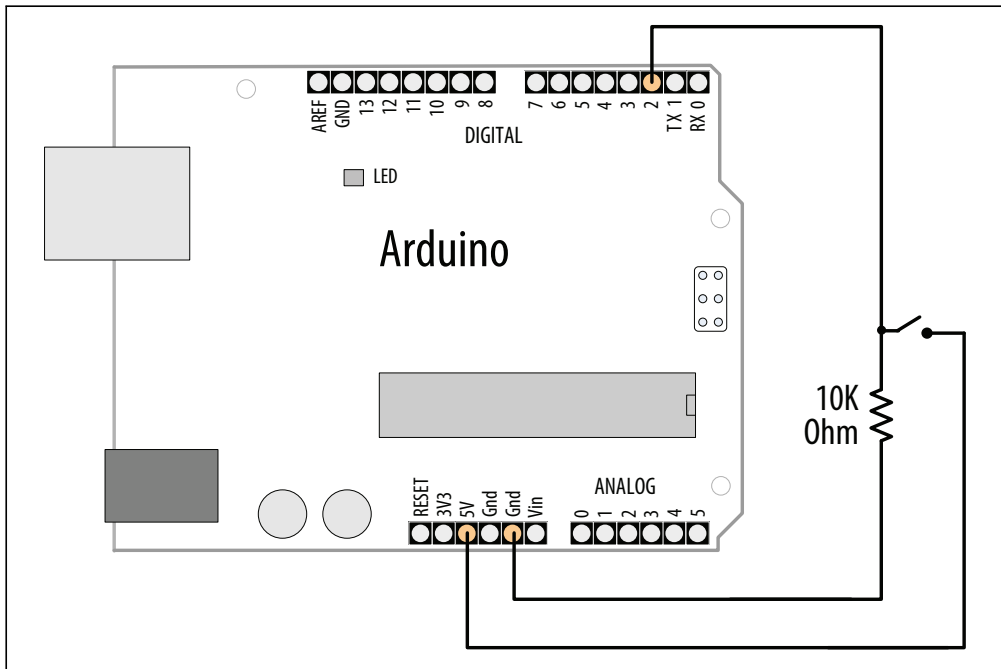 AREF
GND
13
12
11
10
9
8
7
6
5
4
3
2
TX 1
RX 0
DIGITAL
LED
Arduino
10K
Ohm
RESET
3V3
5V
Gnd
Gnd
Vin
ANALOG
0
1
2
3
4
5